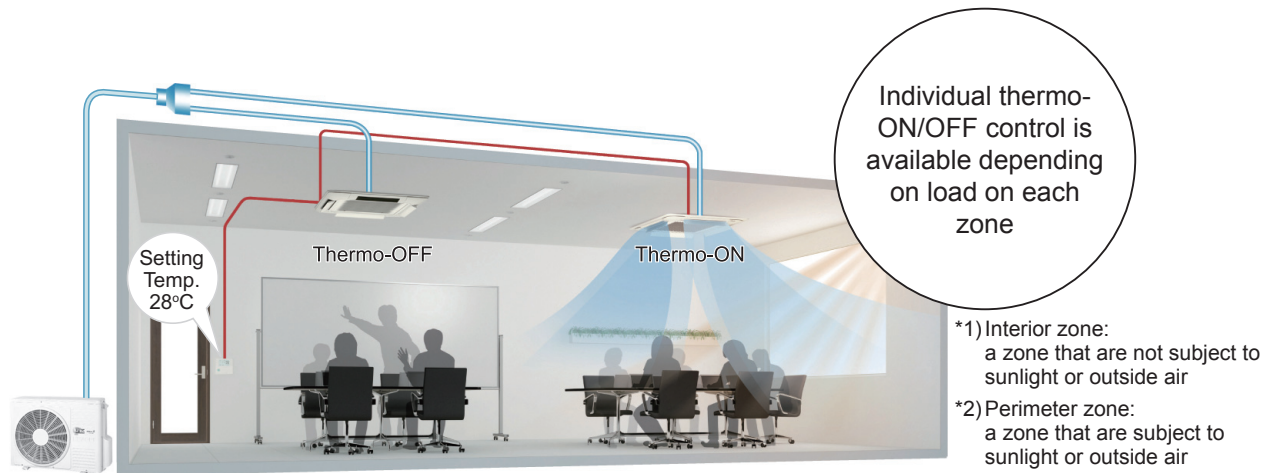 Individual thermo-
ON/OFF control is
available depending
on load on each
zone
Thermo-OFF
Thermo-ON
Setting
Temp.
28°C
*1) Interior zone:
a zone that are not subject to
sunlight or outside air
*2) Perimeter zone:
a zone that are subject to
sunlight or outside air